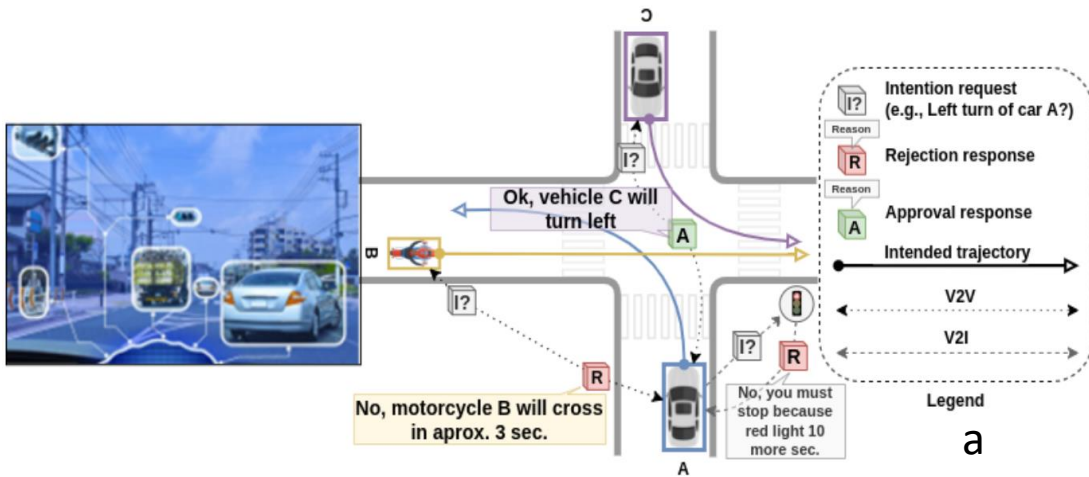 C
I?
Ok, vehicle C will
turn left
A
B
I?
R
No, motorcycle B will cross
in aprox. 3 sec.
I?
R
No, you must
stop because
red light 10
more sec.
A
I?
Intention request
(e.g., Left turn of car A?)
Reason
R
Rejection response
Reason
A
Approval response
Intended trajectory
V2V
V2I
Legend
a